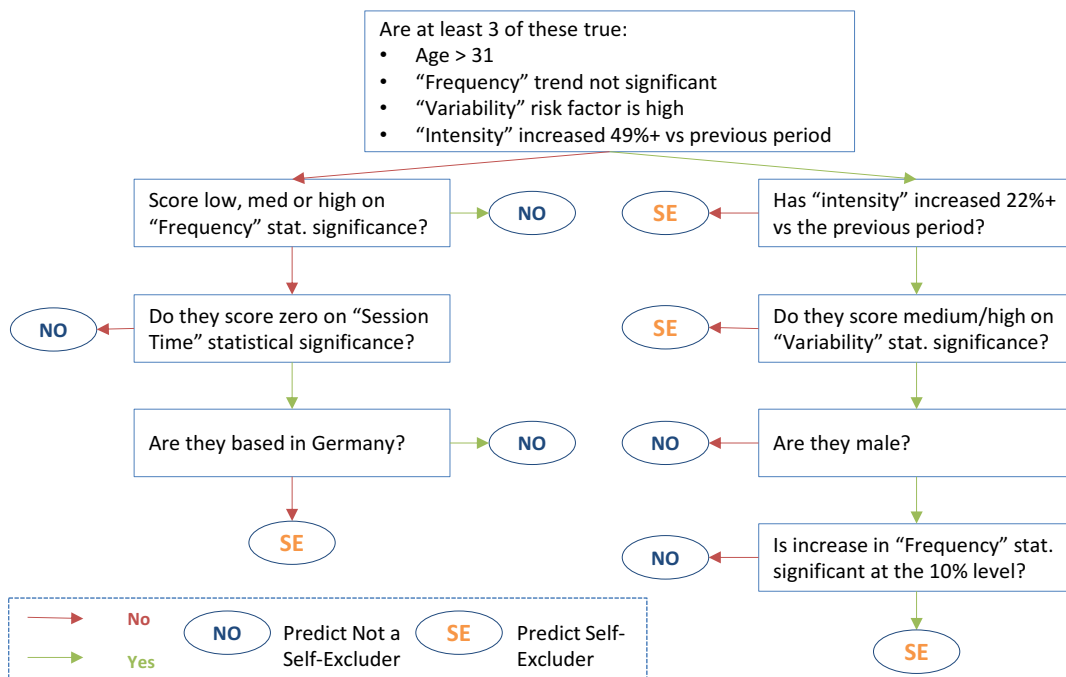 Are at least 3 of these true:
• Age > 31
• “Frequency” trend not significant
• “Variability” risk factor is high
• “Intensity” increased 49%+ vs previous period
Score low, med or high on
“Frequency” stat. significance?
NO
SE
Has “intensity” increased 22%+
vs the previous period?
NO
Do they score zero on “Session
Time” statistical significance?
SE
Do they score medium/high on
“Variability” stat. significance?
Are they based in Germany?
NO
NO
Are they male?
SE
NO
Is increase in “Frequency” stat.
significant at the 10% level?
SE
No
Yes
NO
Predict Not a
Self-Excluder
SE
Predict Self-
Excluder